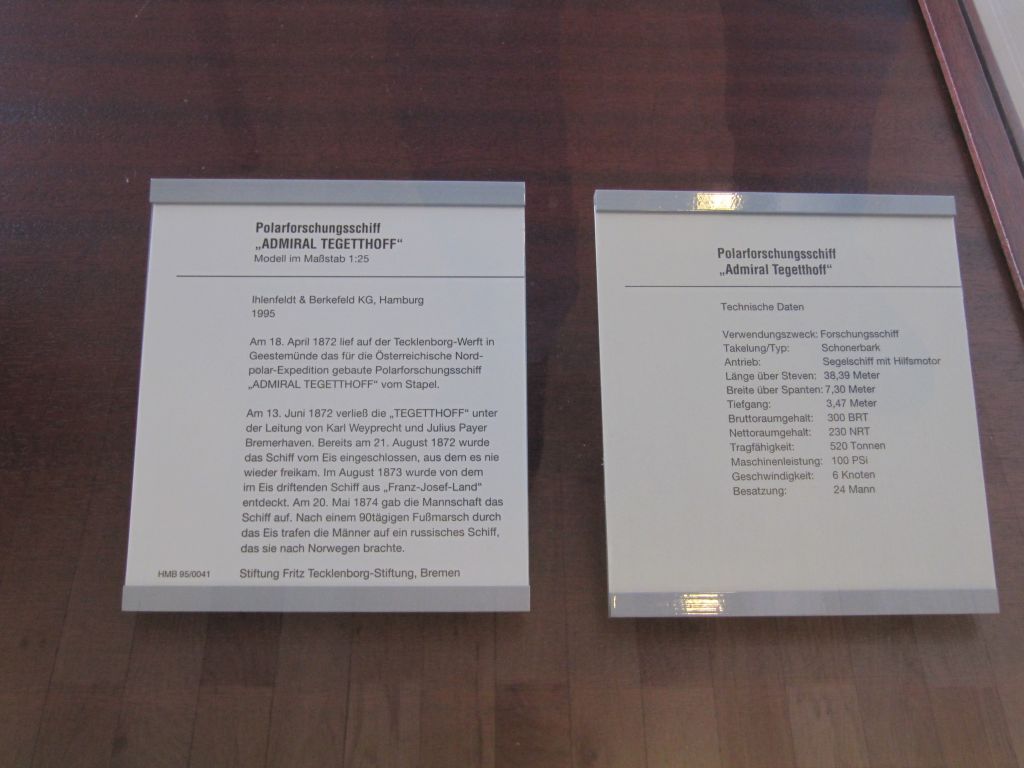 Polarforschungsschiff
„ADMIRAL TEGETTHOFF“
Modell im Maßstab 1:25
Ihlenfeldt & Berkefeld KG, Hamburg
1995
Am 18. April 1872 lief auf der Tecklenborg-Werft in
Geestemünde das für die Österreichische Nord-
polar-Expedition gebaute Polarforschungsschiff
„ADMIRAL TEGETTHOFF“ vom Stapel.
Am 13. Juni 1872 verließ die „TEGETTHOFF“ unter
der Leitung von Karl Weyprecht und Julius Payer
Bremerhaven. Bereits am 21. August 1872 wurde
das Schiff vom Eis eingeschlossen, aus dem es nie
wieder freikam. Im August 1873 wurde von dem
im Eis driftenden Schiff aus „Franz-Josef-Land“
entdeckt. Am 20. Mai 1874 gab die Mannschaft das
Schiff auf. Nach einem 90tägigen Fußmarsch durch
das Eis trafen die Männer auf ein russisches Schiff,
das sie nach Norwegen brachte.
HMB 95/0041 Stiftung Fritz Tecklenborg-Stiftung, Bremen
Polarforschungsschiff
„Admiral Tegetthoff“
Technische Daten
Verwendungszweck: Forschungsschiff
Takelung/Typ: Schonerbark
Antrieb: Segelschiff mit Hilfsmotor
Länge über Steven: 38,39 Meter
Breite über Spanten: 7,30 Meter
Tiefgang: 3,47 Meter
Bruttoraumgehalt: 300 BRT
Nettoraumgehalt: 230 NRT
Tragfähigkeit: 520 Tonnen
Maschinenleistung: 100 PSi
Geschwindigkeit: 6 Knoten
Besatzung: 24 Mann